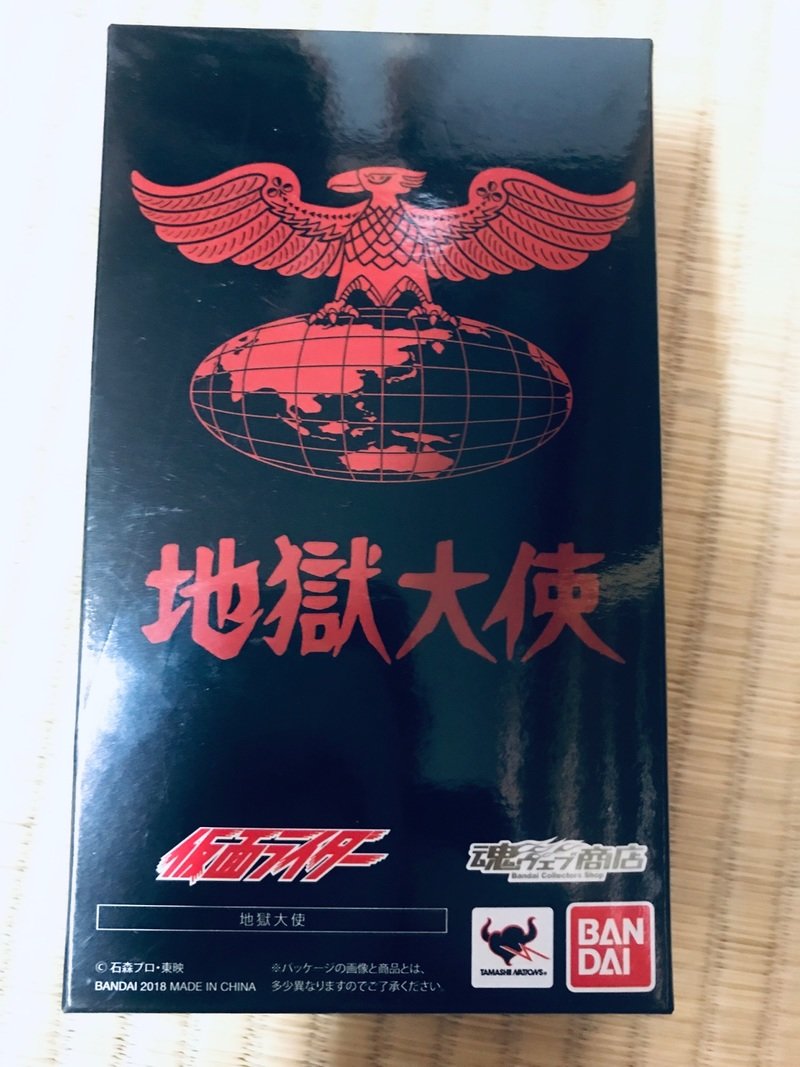 地獄大使
仮面ライダー
魂ウェブ商店
Bandai Collectors Shop
地獄大使
©石森プロ・東映
BANDAI 2018 MADE IN CHINA
※パッケージの画像と商品とは、
多少異なりますのでご了承ください。
TAMASHII NATIONS®
BAN
DAI